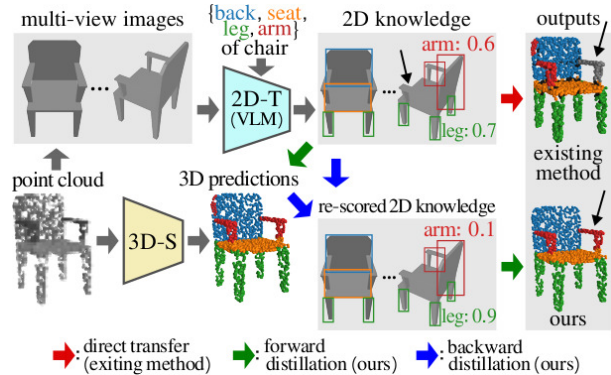 multi-view images
{back, seat,
leg, arm}
of chair
2D knowledge
outputs
2D-T
(VLM)
arm: 0.6
leg: 0.7
existing
method
point cloud
3D-S
3D predictions
re-scored 2D knowledge
arm: 0.1
leg: 0.9
ours
: direct transfer
(exiting method)
: forward
distillation (ours)
: backward
distillation (ours)